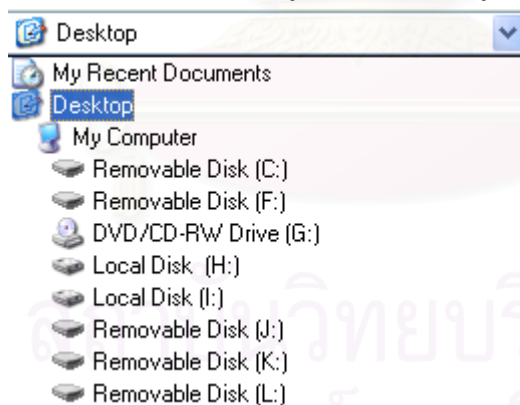 Desktop
My Recent Documents
Desktop
My Computer
Removable Disk (C:)
Removable Disk (F:)
DVD/CD-RW Drive (G:)
Local Disk (H:)
Local Disk (I:)
Removable Disk (J:)
Removable Disk (K:)
Removable Disk (L:)